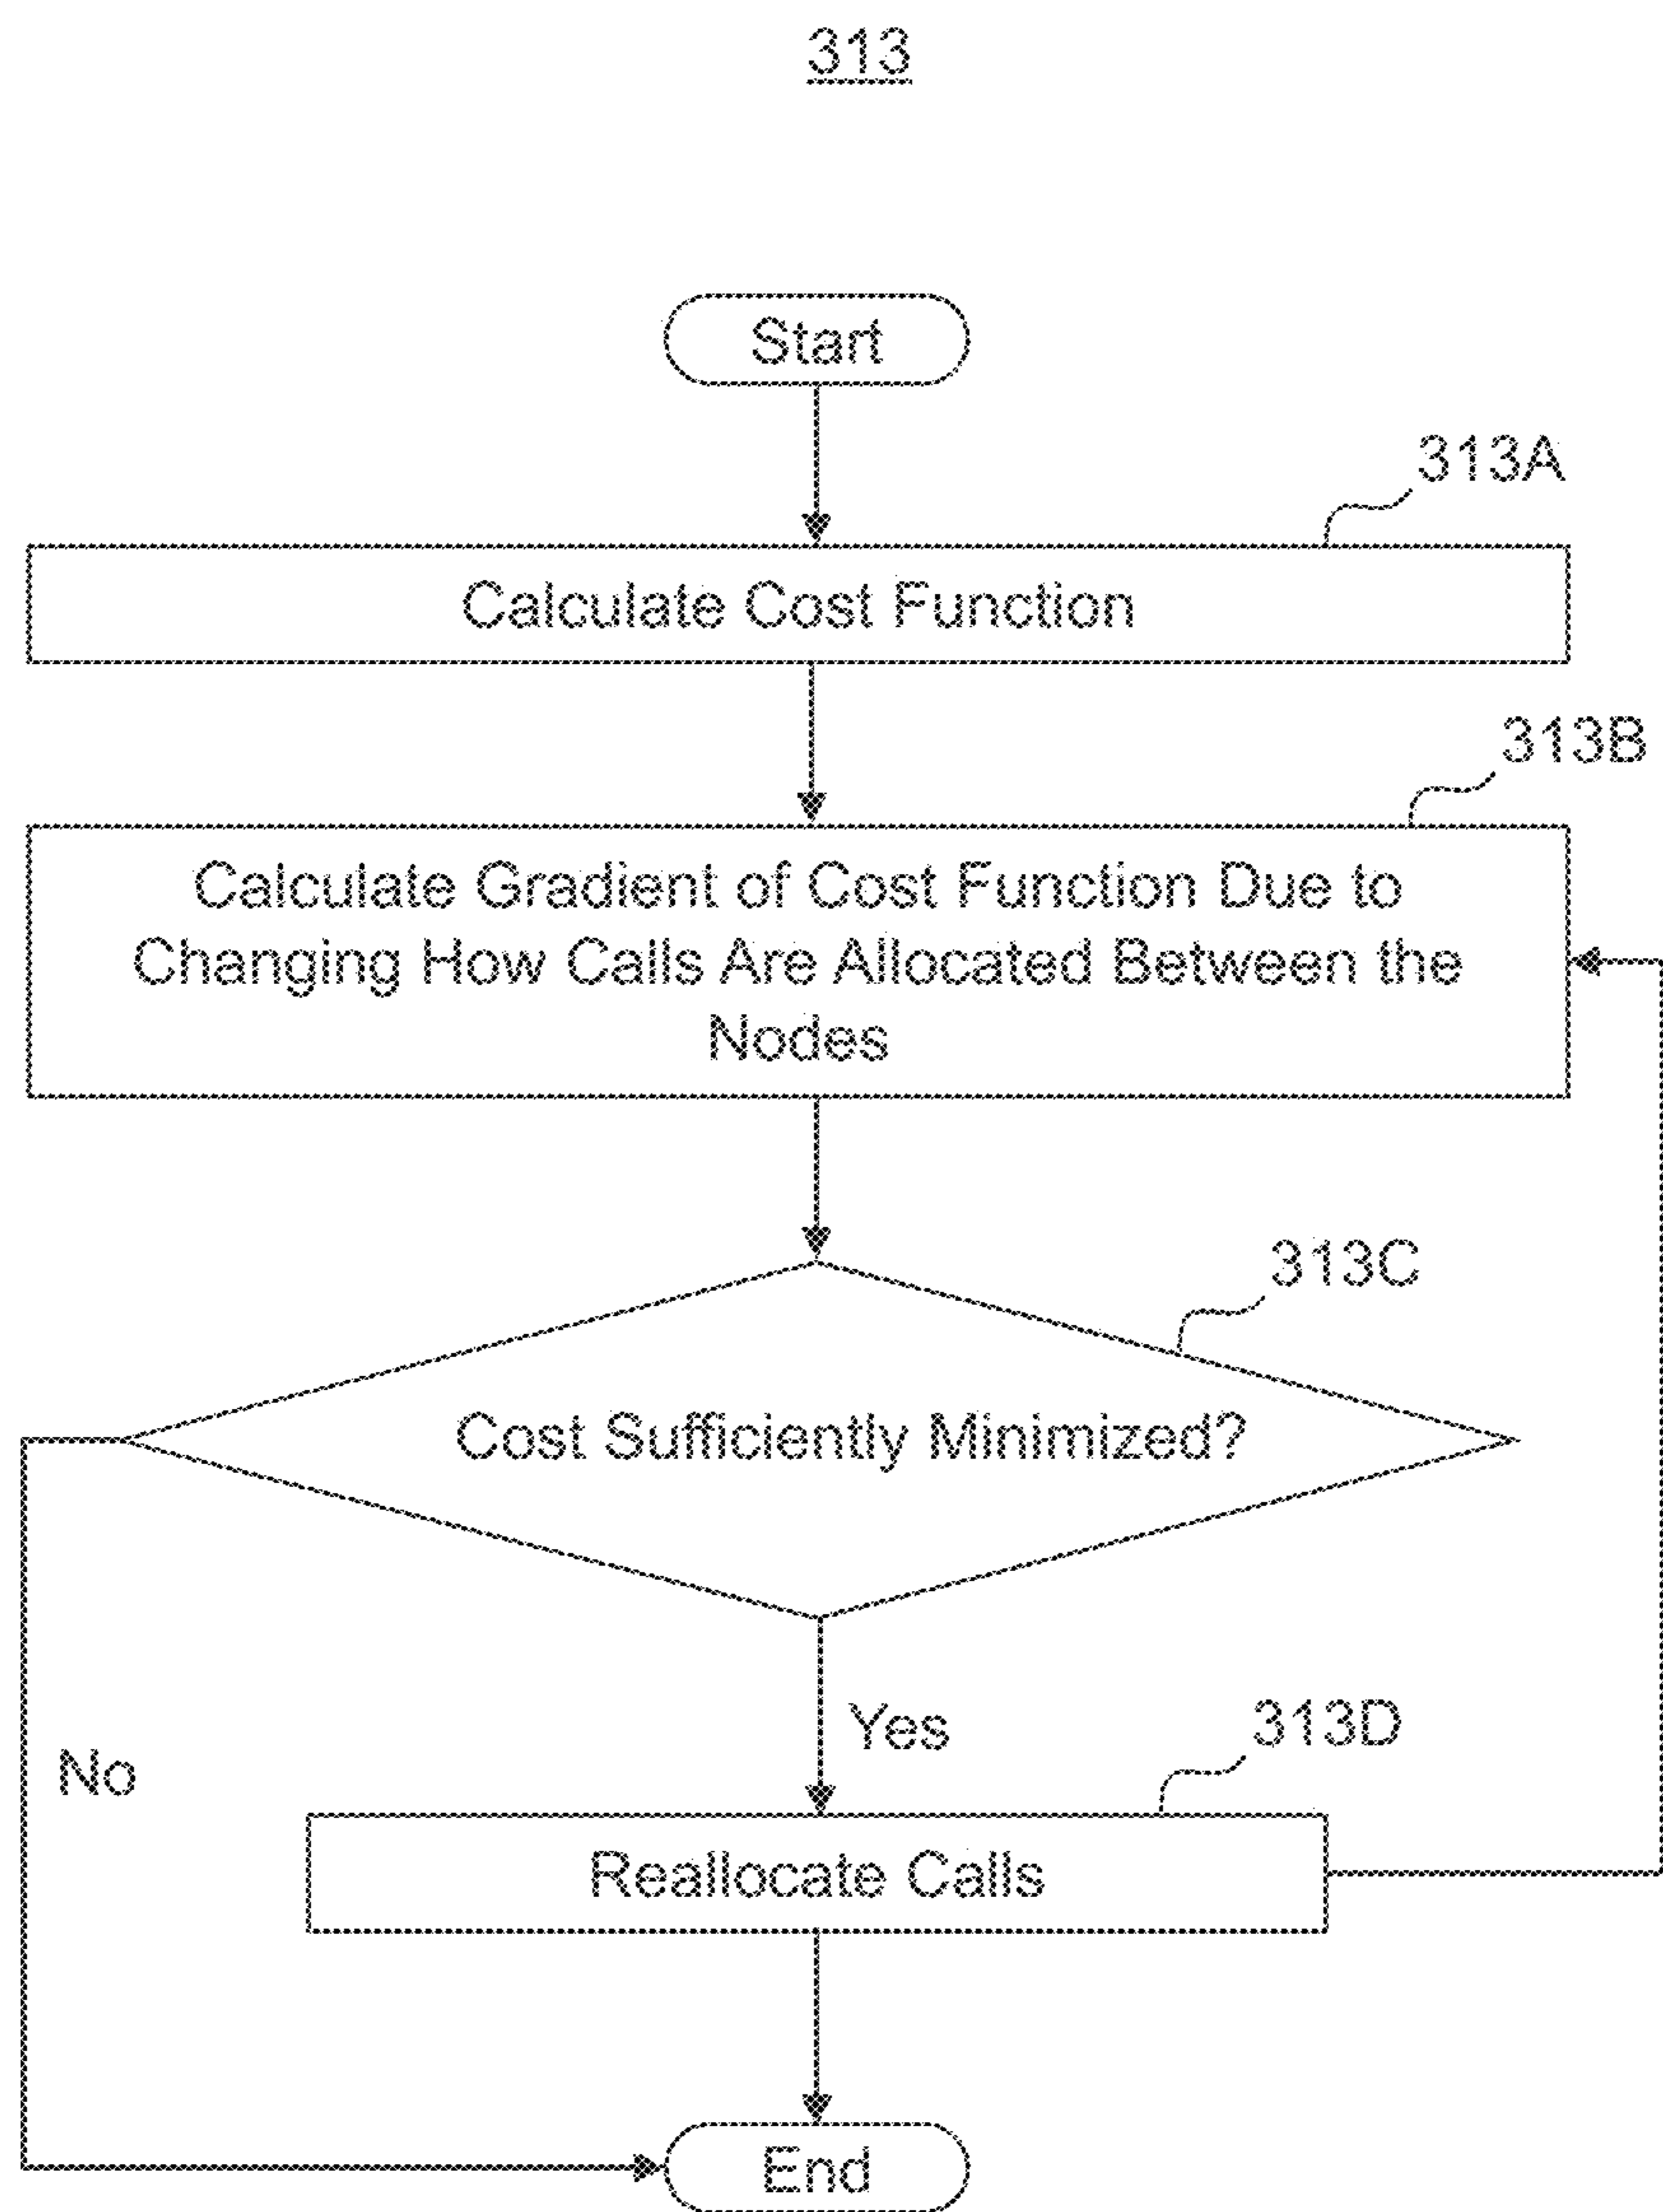 313
Start
313A
Calculate Cost Function
313B
Calculate Gradient of Cost Function Due to
Changing How Calls Are Allocated Between the
Nodes
313C
Cost Sufficiently Minimized?
Yes
313D
No
Reallocate Calls
End